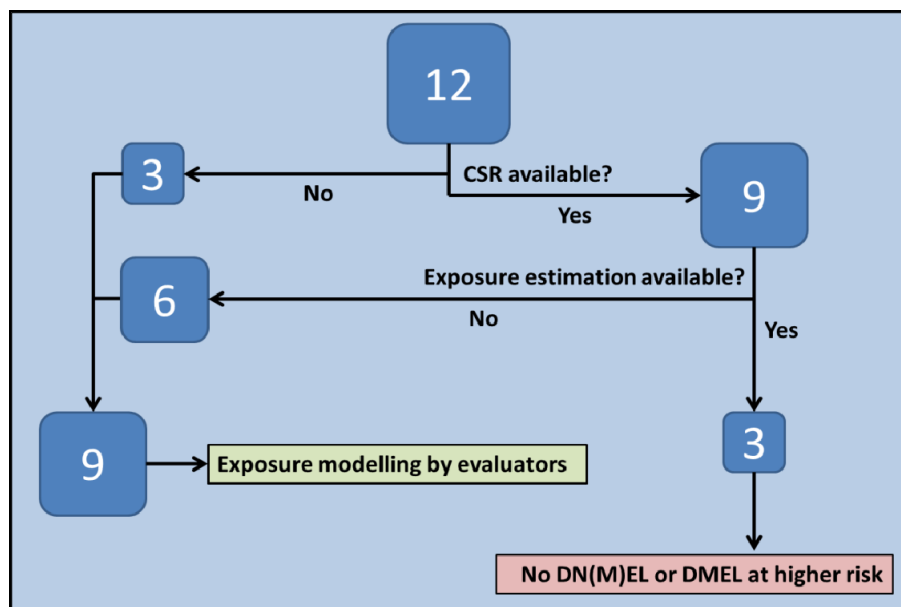 12
3
CSR available?
No
9
Yes
Exposure estimation available?
6
No
Yes
9
Exposure modelling by evaluators
3
No DN(M)EL or DMEL at higher risk